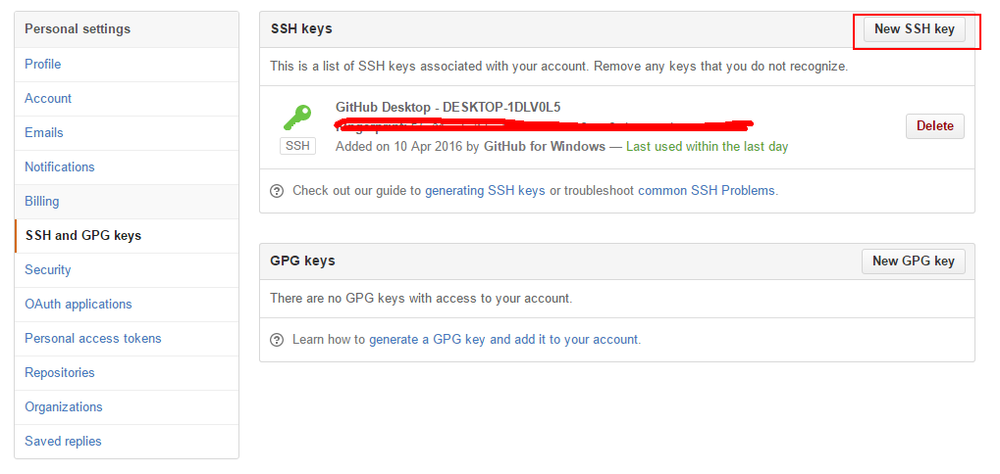 Personal settings
Profile
Account
Emails
Notifications
Billing
SSH and GPG keys
Security
OAuth applications
Personal access tokens
Repositories
Organizations
Saved replies
SSH keys
New SSH key
This is a list of SSH keys associated with your account. Remove any keys that you do not recognize.
GitHub Desktop - DESKTOP-1DLV0L5
SSH
Added on 10 Apr 2016 by GitHub for Windows — Last used within the last day
Delete
Check out our guide to generating SSH keys or troubleshoot common SSH Problems.
GPG keys
New GPG key
There are no GPG keys with access to your account.
Learn how to generate a GPG key and add it to your account.